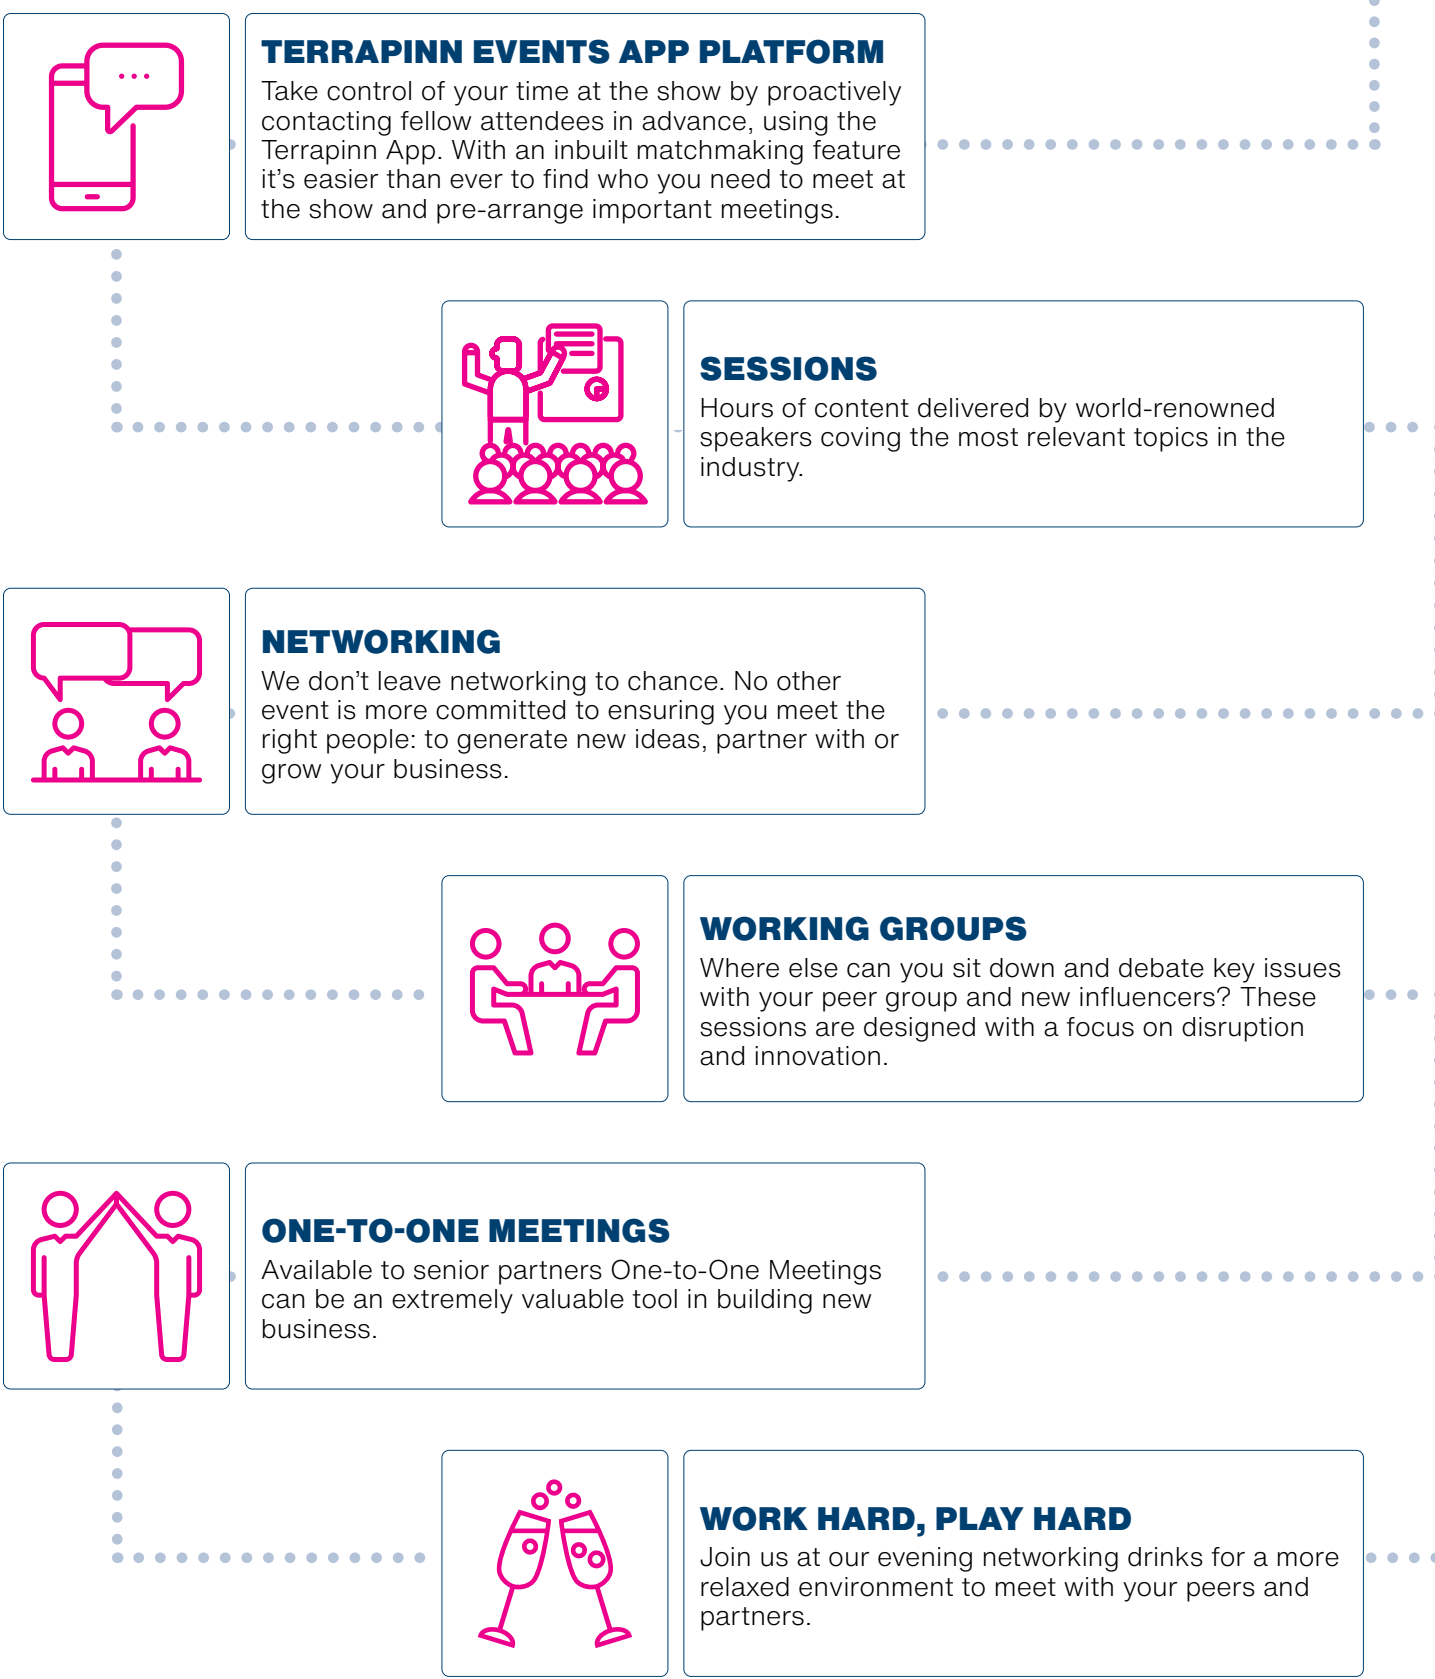 TERRAPINN EVENTS APP PLATFORM
Take control of your time at the show by proactively
contacting fellow attendees in advance, using the
Terrapinn App. With an inbuilt matchmaking feature
it's easier than ever to find who you need to meet at
the show and pre-arrange important meetings.
SESSIONS
Hours of content delivered by world-renowned
speakers coving the most relevant topics in the
industry.
NETWORKING
We don't leave networking to chance. No other
event is more committed to ensuring you meet the
right people: to generate new ideas, partner with or
grow your business.
WORKING GROUPS
Where else can you sit down and debate key issues
with your peer group and new influencers? These
sessions are designed with a focus on disruption
and innovation.
ONE-TO-ONE MEETINGS
Available to senior partners One-to-One Meetings
can be an extremely valuable tool in building new
business.
WORK HARD, PLAY HARD
Join us at our evening networking drinks for a more
relaxed environment to meet with your peers and
partners.